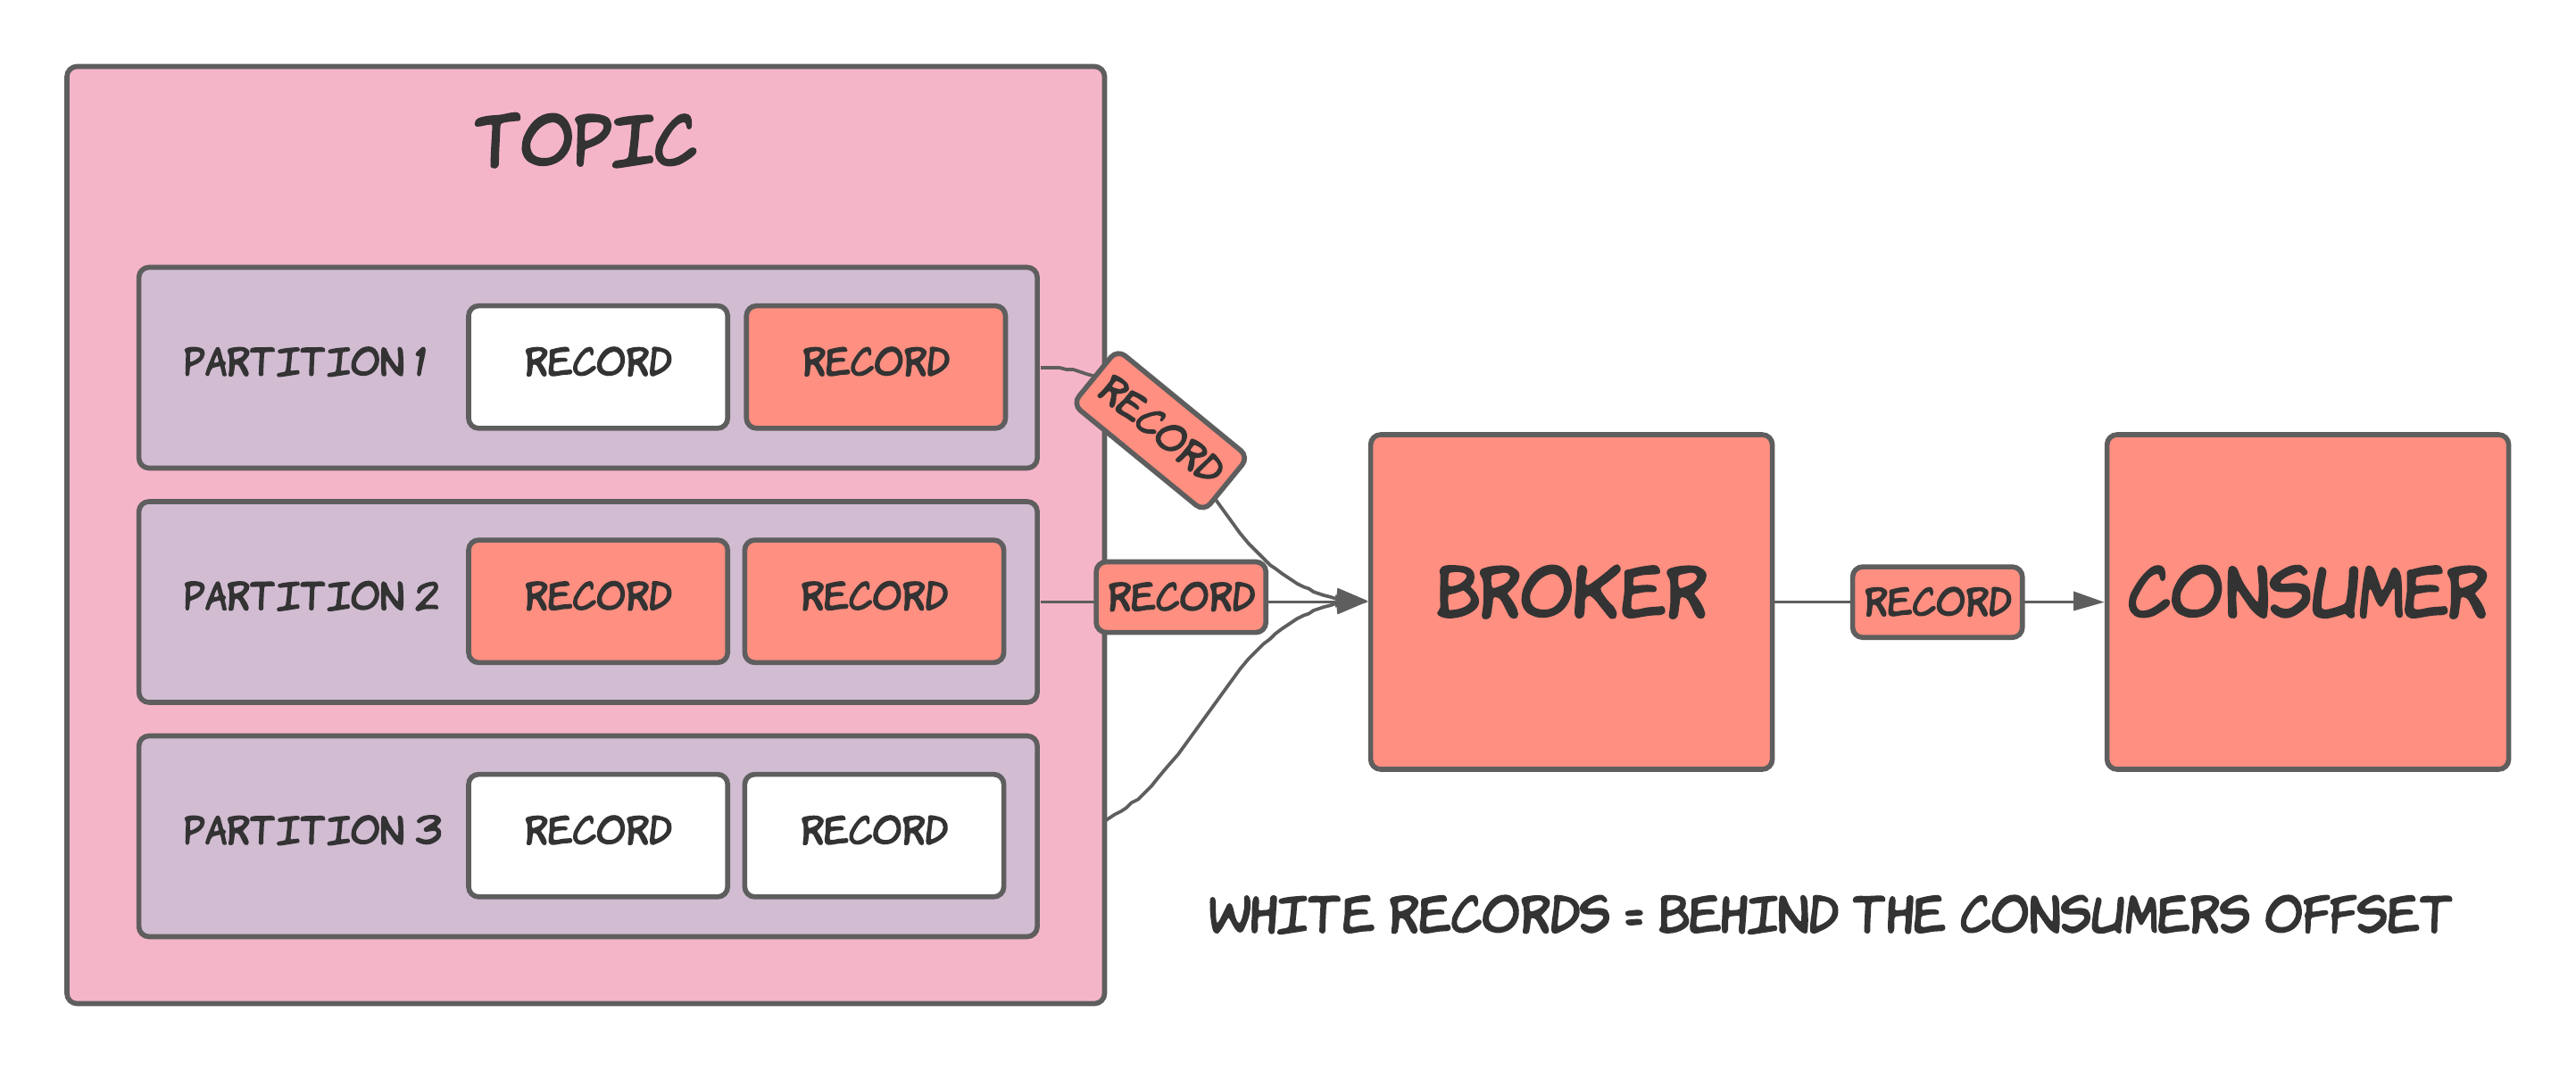 TOPIC
PARTITION 1 RECORD RECORD
RECORD
PARTITION 2 RECORD RECORD
RECORD
BROKER
RECORD
CONSUMER
PARTITION 3 RECORD RECORD
WHITE RECORDS = BEHIND THE CONSUMERS OFFSET